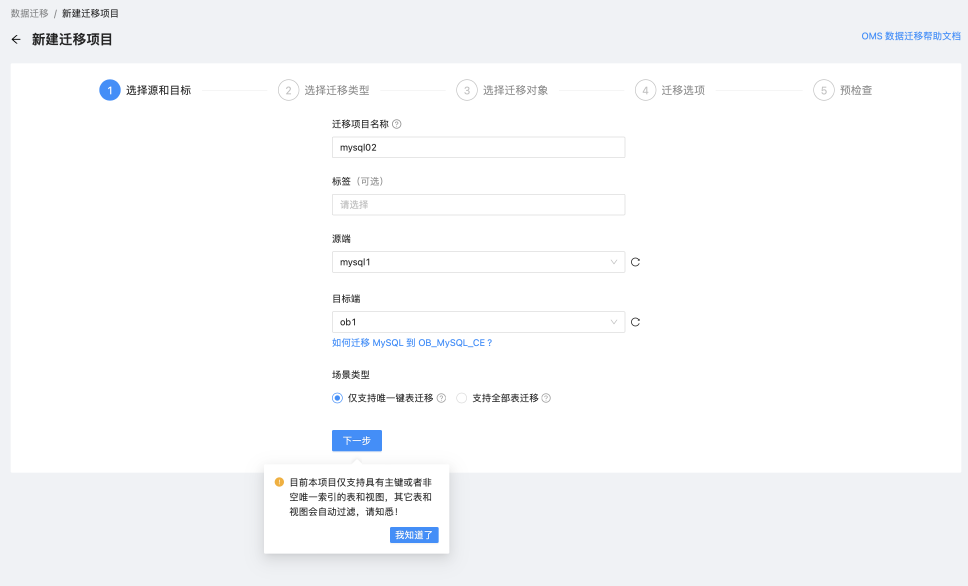 数据迁移 / 新建迁移项目
新建迁移项目
OMS 数据迁移帮助文档
1 选择源和目标 2 选择迁移类型 3 选择迁移对象 4 迁移选项 5 预检查
迁移项目名称
mysql02
标签（可选）
请选择
源端
mysql1
目标端
ob1
如何迁移 MySQL 到 OB_MySQL_CE ?
场景类型
仅支持唯一键表迁移 支持全部表迁移
下一步
目前本项目仅支持具有主键或者非
空唯一索引的表和视图，其它表和
视图会自动过滤，请知悉！
我知道了